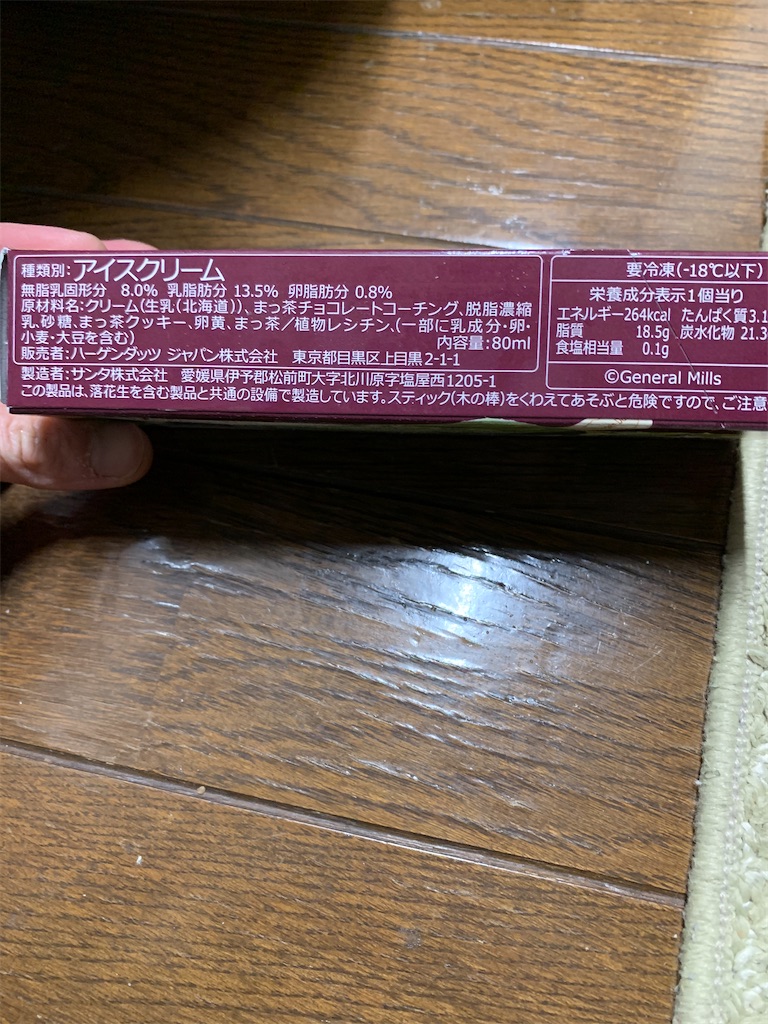 種類別:アイスクリーム
無脂乳固形分 8.0% 乳脂肪分 13.5% 卵脂肪分 0.8%
原材料名:クリーム(生乳(北海道))、まっ茶チョコレートコーチング、脱脂濃縮
乳、砂糖、まっ茶クッキー、卵黄、まっ茶/植物レシチン、(一部に乳成分・卵・
小麦・大豆を含む)
内容量:80ml
販売者:ハーゲンダッツ ジャパン株式会社 東京都目黒区上目黒2-1-1
製造者:サンタ株式会社 愛媛県伊予郡松前町大字北川原字塩屋西1205-1
この製品は、落花生を含む製品と共通の設備で製造しています。スティック(木の棒)をくわえてあそぶと危険ですので、ご注意
要冷凍(-18℃以下)
栄養成分表示1個当り
エネルギー264kcal たんぱく質3.1
脂質 18.5g 炭水化物 21.3
食塩相当量 0.1g
©General Mills